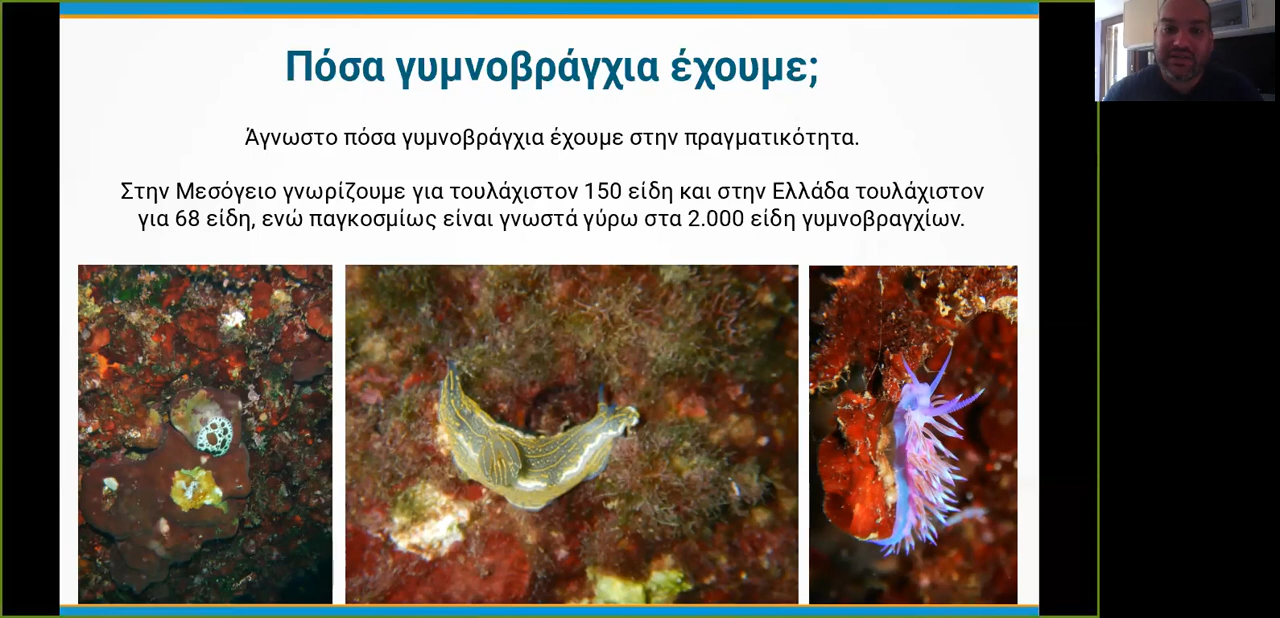 Πόσα γυμνοβράγχια έχουμε;
Άγνωστο πόσα γυμνοβράγχια έχουμε στην πραγματικότητα.
Στην Μεσόγειο γνωρίζουμε για τουλάχιστον 150 είδη και στην Ελλάδα τουλάχιστον
για 68 είδη, ενώ παγκοσμίως είναι γνωστά γύρω στα 2.000 είδη γυμνοβραγχίων.